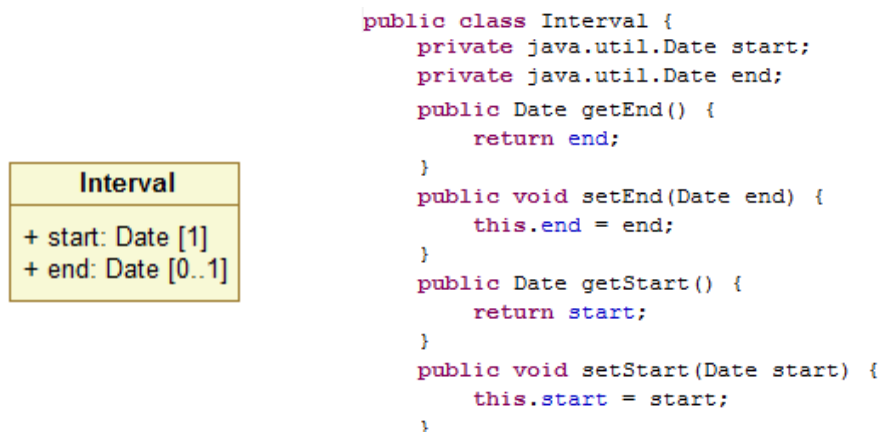 Interval
+ start: Date [1]
+ end: Date [0..1]
public class Interval {
private java.util.Date start;
private java.util.Date end;
public Date getEnd() {
return end;
}
public void setEnd(Date end) {
this.end = end;
}
public Date getStart() {
return start;
}
public void setStart(Date start) {
this.start = start;
}